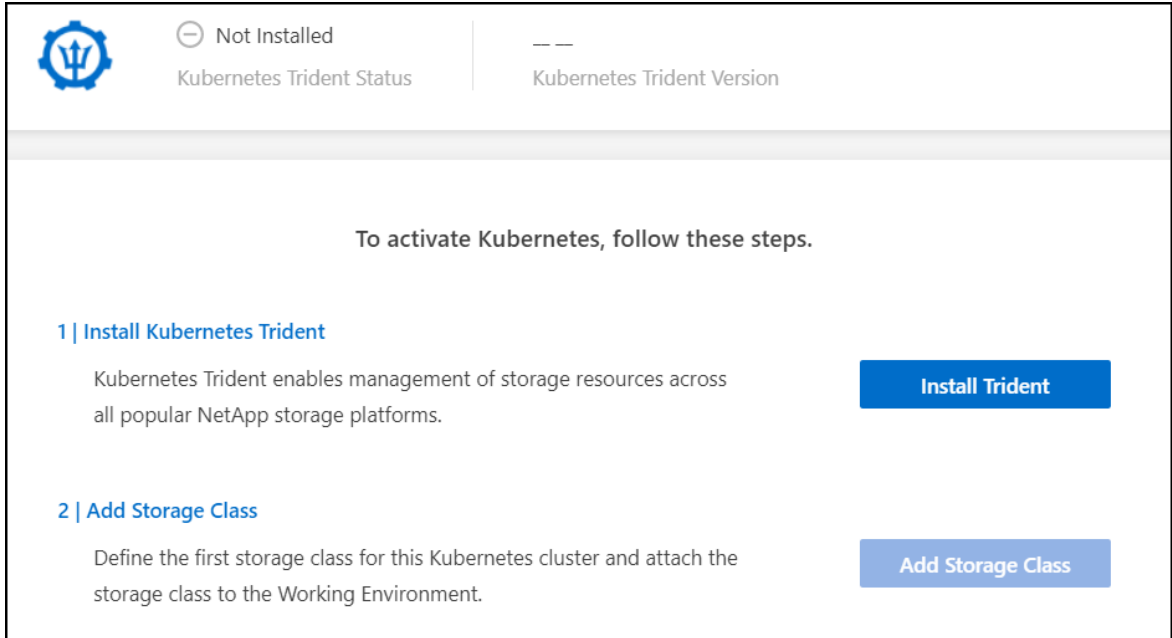 Not Installed
__ __
Kubernetes Trident Status
Kubernetes Trident Version
To activate Kubernetes, follow these steps.
1 | Install Kubernetes Trident
Kubernetes Trident enables management of storage resources across
all popular NetApp storage platforms.
Install Trident
2 | Add Storage Class
Define the first storage class for this Kubernetes cluster and attach the
storage class to the Working Environment.
Add Storage Class